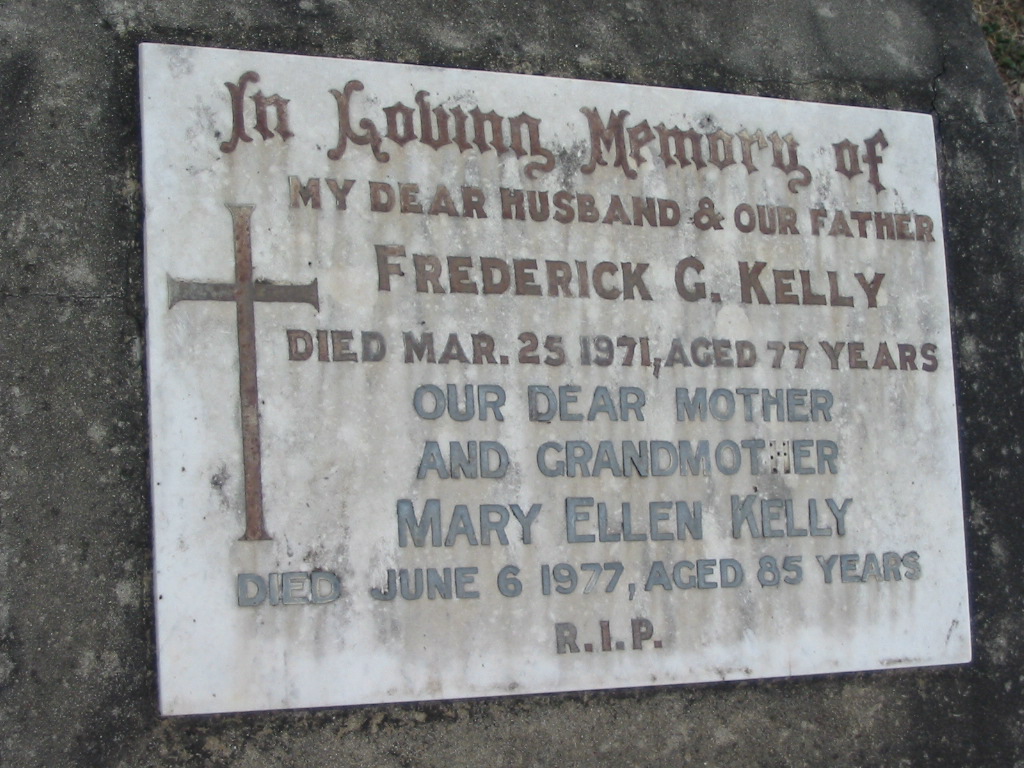 In Loving Memory of
MY DEAR HUSBAND & OUR FATHER
FREDERICK G. KELLY
DIED MAR. 25 1971, AGED 77 YEARS
OUR DEAR MOTHER
AND GRANDMOTHER
MARY ELLEN KELLY
DIED JUNE 6 1977, AGED 85 YEARS
R.I.P.